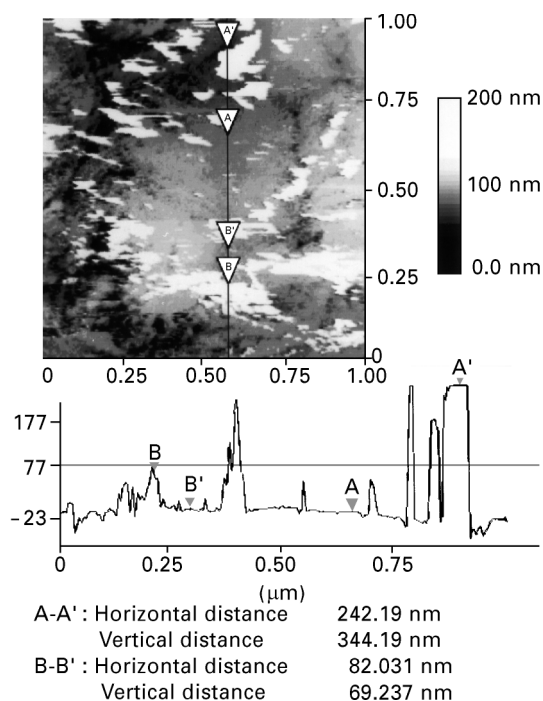 1.00
A'
0.75
A
0.50
B'
B
0.25
0
0 0.25 0.50 0.75 1.00
200 nm
100 nm
0.0 nm
A'
177
B
77
B'
A
-23
0 0.25 0.50 0.75
(μm)
A-A' : Horizontal distance 242.19 nm
Vertical distance 344.19 nm
B-B' : Horizontal distance 82.031 nm
Vertical distance 69.237 nm